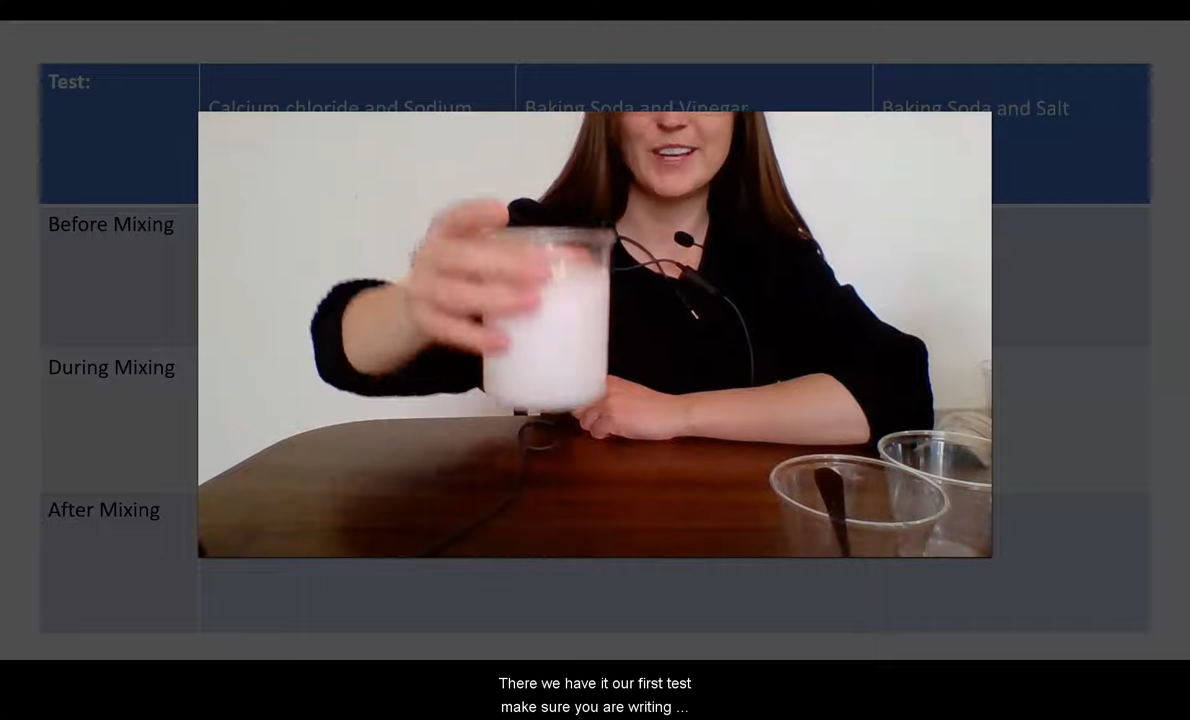 Test:
Calcium chloride and Sodium
Baking Soda and Vinegar
Baking Soda and Salt
Before Mixing
During Mixing
After Mixing
There we have it our first test
make sure you are writing ...